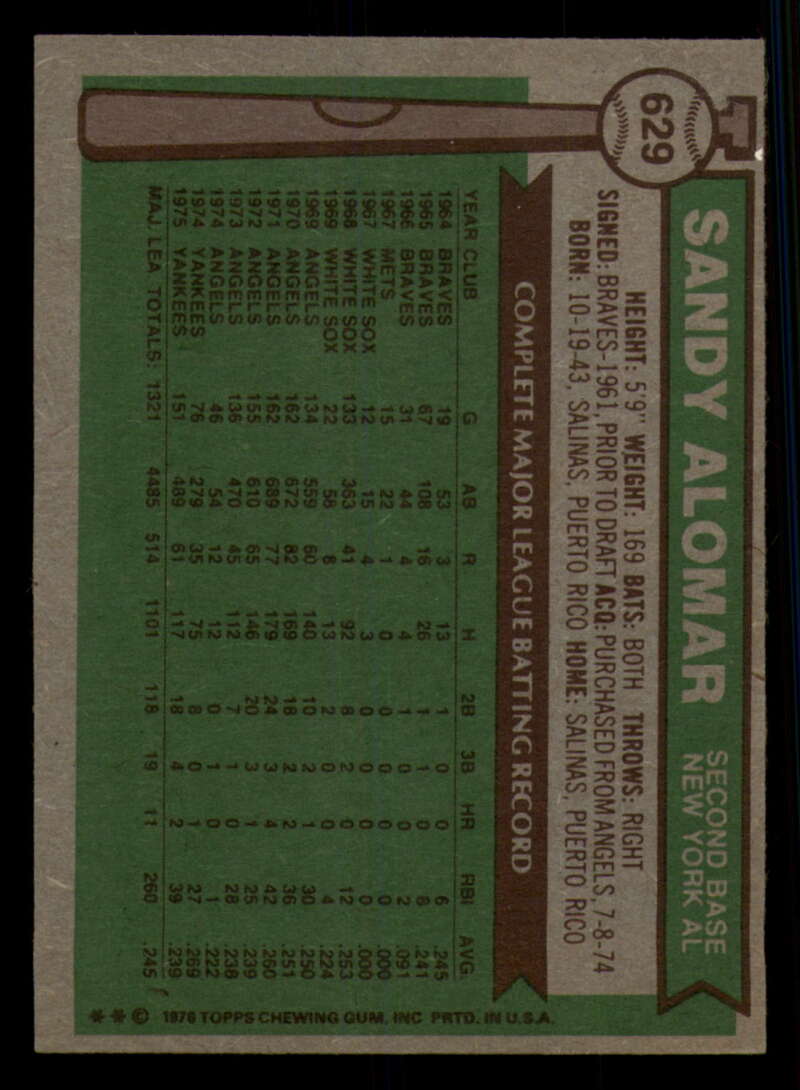 629
SANDY ALOMAR
SECOND BASE
NEW YORK AL
HEIGHT: 5'9" WEIGHT: 169 BATS: BOTH THROWS: RIGHT
SIGNED: BRAVES-1961, PRIOR TO DRAFT ACQ: PURCHASED FROM ANGELS, 7-8-74
BORN: 10-19-43, SALINAS, PUERTO RICO HOME: SALINAS, PUERTO RICO
COMPLETE MAJOR LEAGUE BATTING RECORD
YEAR CLUB G AB R H 2B 3B HR RBI AVG.
1964 BRAVES 19 53 3 13 1 0 0 6 .245
1965 BRAVES 67 108 16 26 1 1 0 8 .241
1966 BRAVES 31 44 4 4 1 0 0 2 .091
1967 METS 15 22 1 0 0 0 0 0 .000
1967 WHITE SOX 12 15 4 3 0 0 0 0 .000
1968 WHITE SOX 133 363 41 92 8 2 0 12 .253
1969 WHITE SOX 22 58 8 13 2 0 0 4 .224
1969 ANGELS 134 559 60 140 10 2 1 30 .250
1970 ANGELS 162 672 82 169 18 2 2 36 .251
1971 ANGELS 162 689 77 179 24 3 4 42 .260
1972 ANGELS 155 610 65 146 20 3 1 25 .239
1973 ANGELS 136 470 45 112 7 1 0 28 .238
1974 ANGELS 46 54 12 12 0 1 0 1 .222
1974 YANKEES 76 279 35 75 8 0 1 27 .269
1975 YANKEES 151 489 61 117 18 4 2 39 .239
MAJ. LEA. TOTALS: 1321 4485 514 1101 118 19 11 260 .245
** © 1976 TOPPS CHEWING GUM, INC PRTD. IN U.S.A.